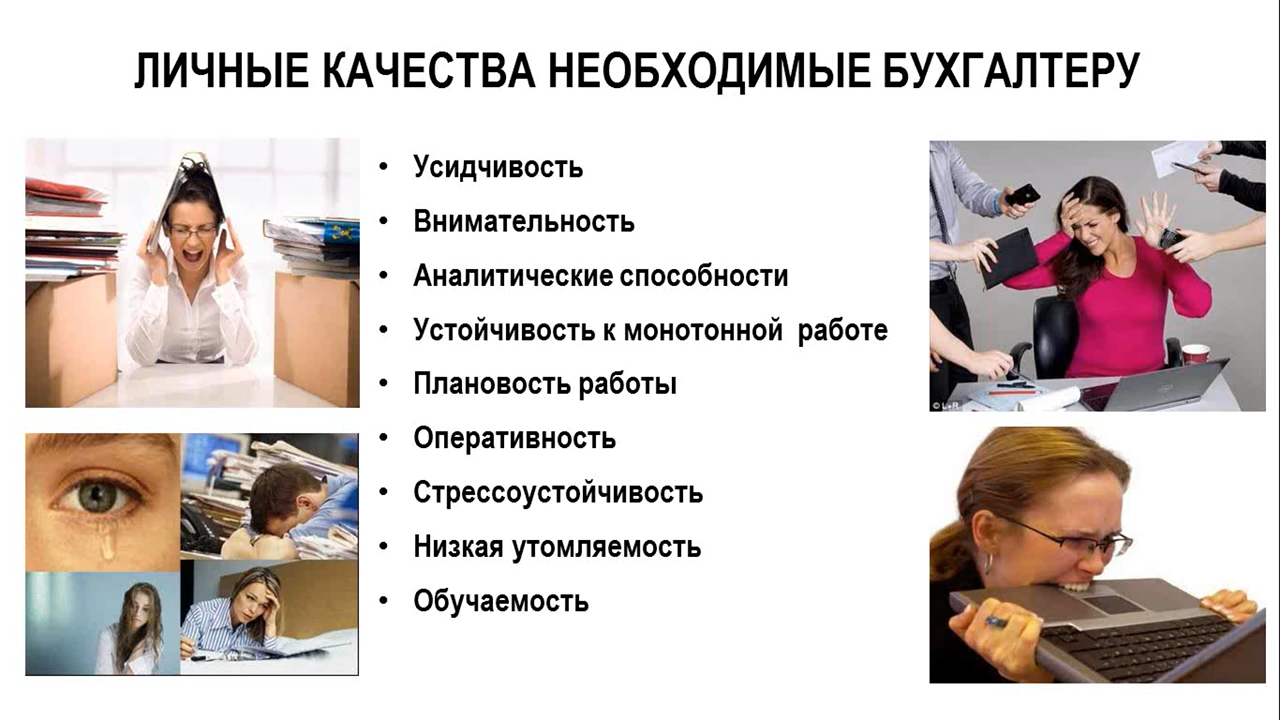 ЛИЧНЫЕ КАЧЕСТВА НЕОБХОДИМЫЕ БУХГАЛТЕРУ
• Усидчивость
• Внимательность
• Аналитические способности
• Устойчивость к монотонной работе
• Плановость работы
• Оперативность
• Стрессоустойчивость
• Низкая утомляемость
• Обучаемость